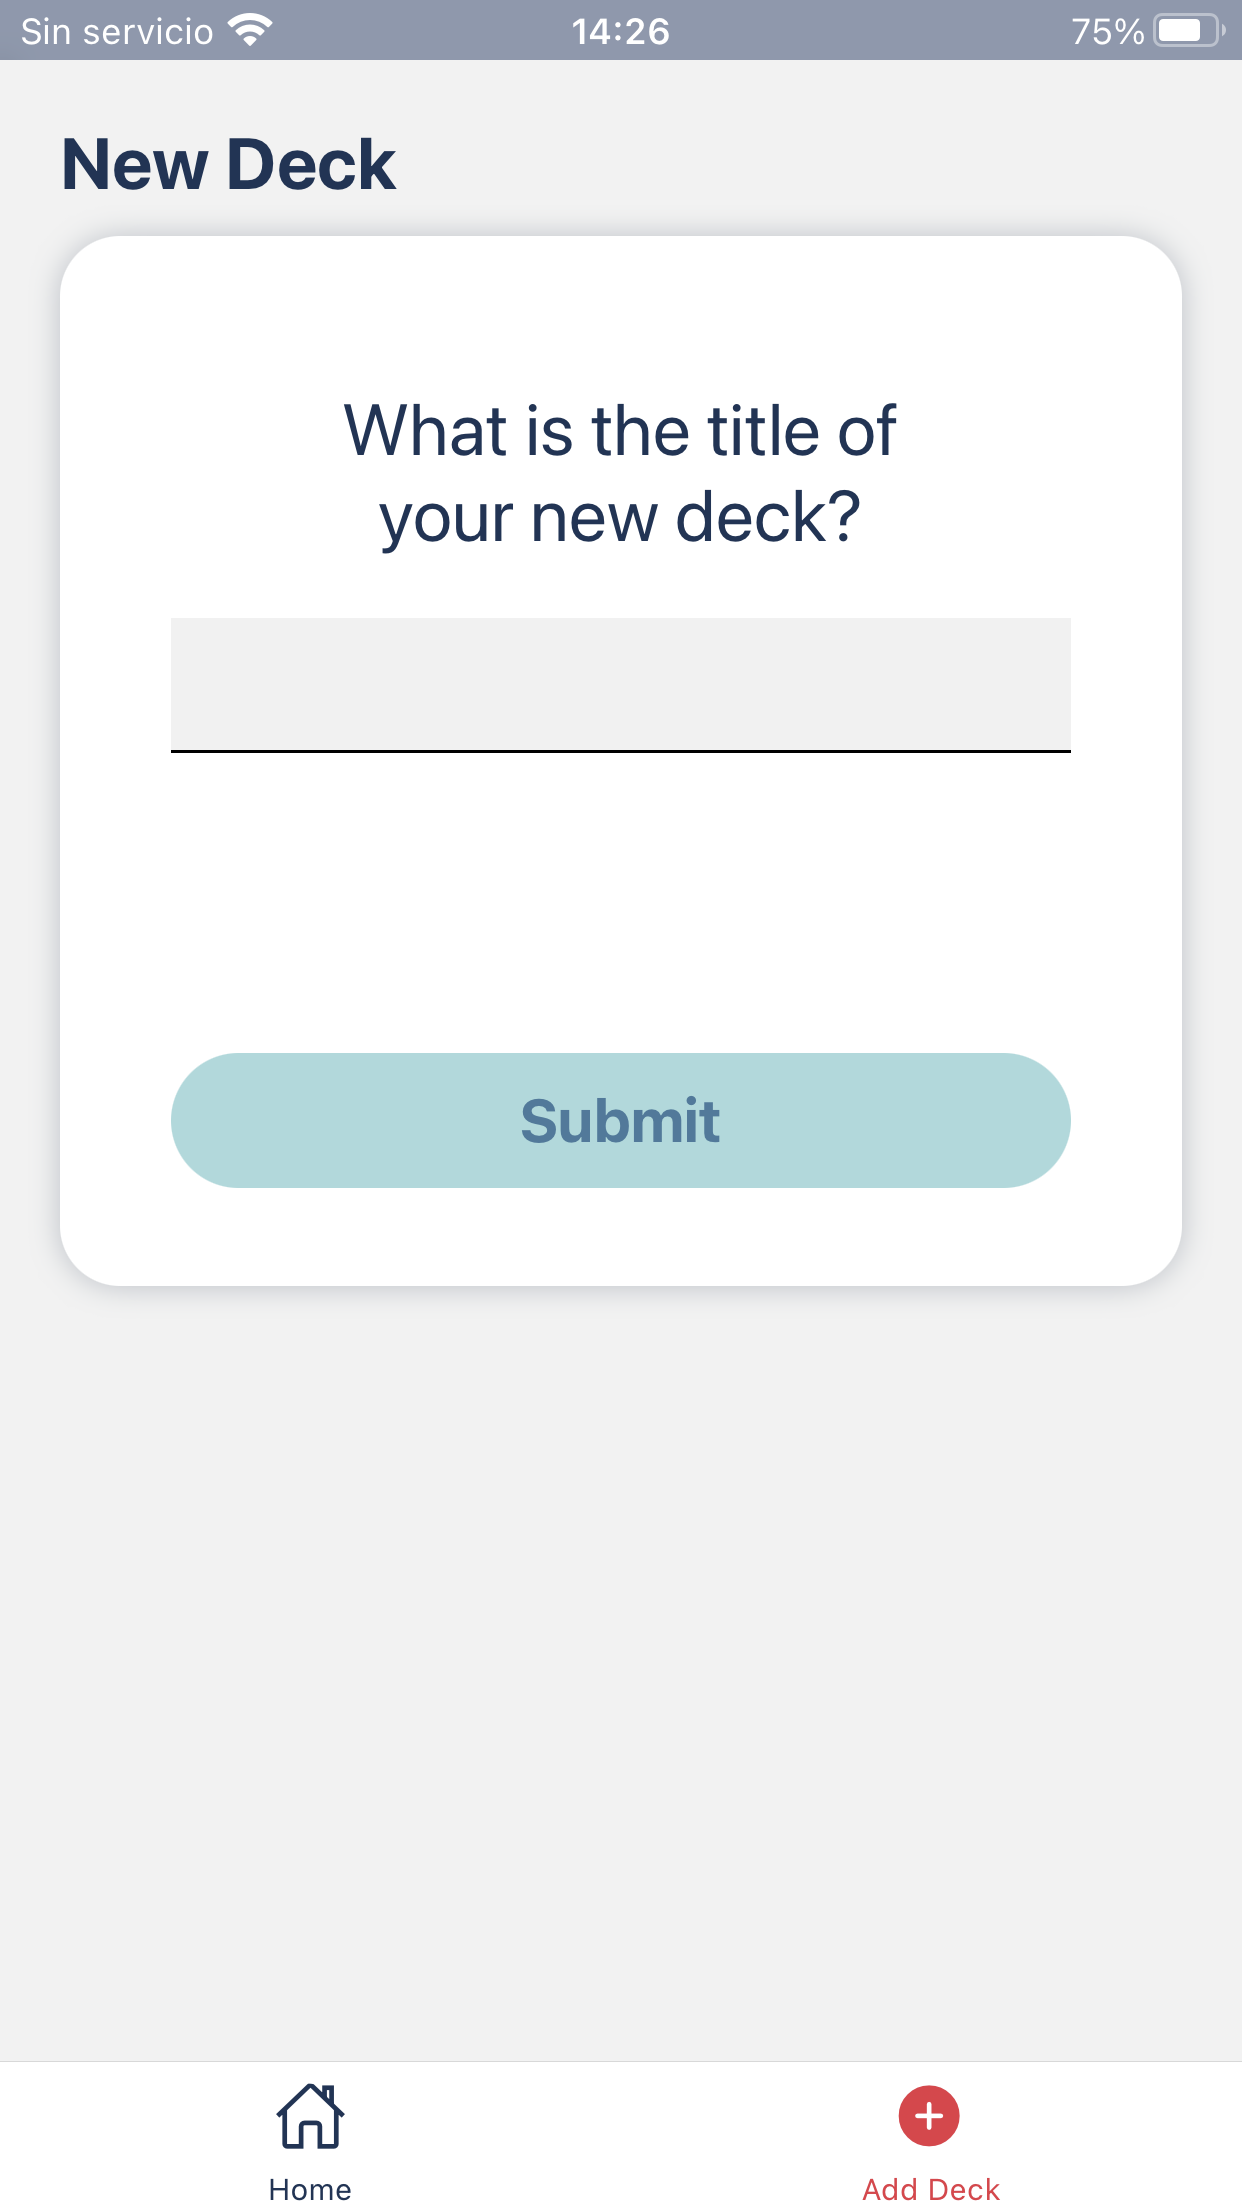 Sin servicio 14:26 75%
New Deck
What is the title of
your new deck?
Submit
Home Add Deck